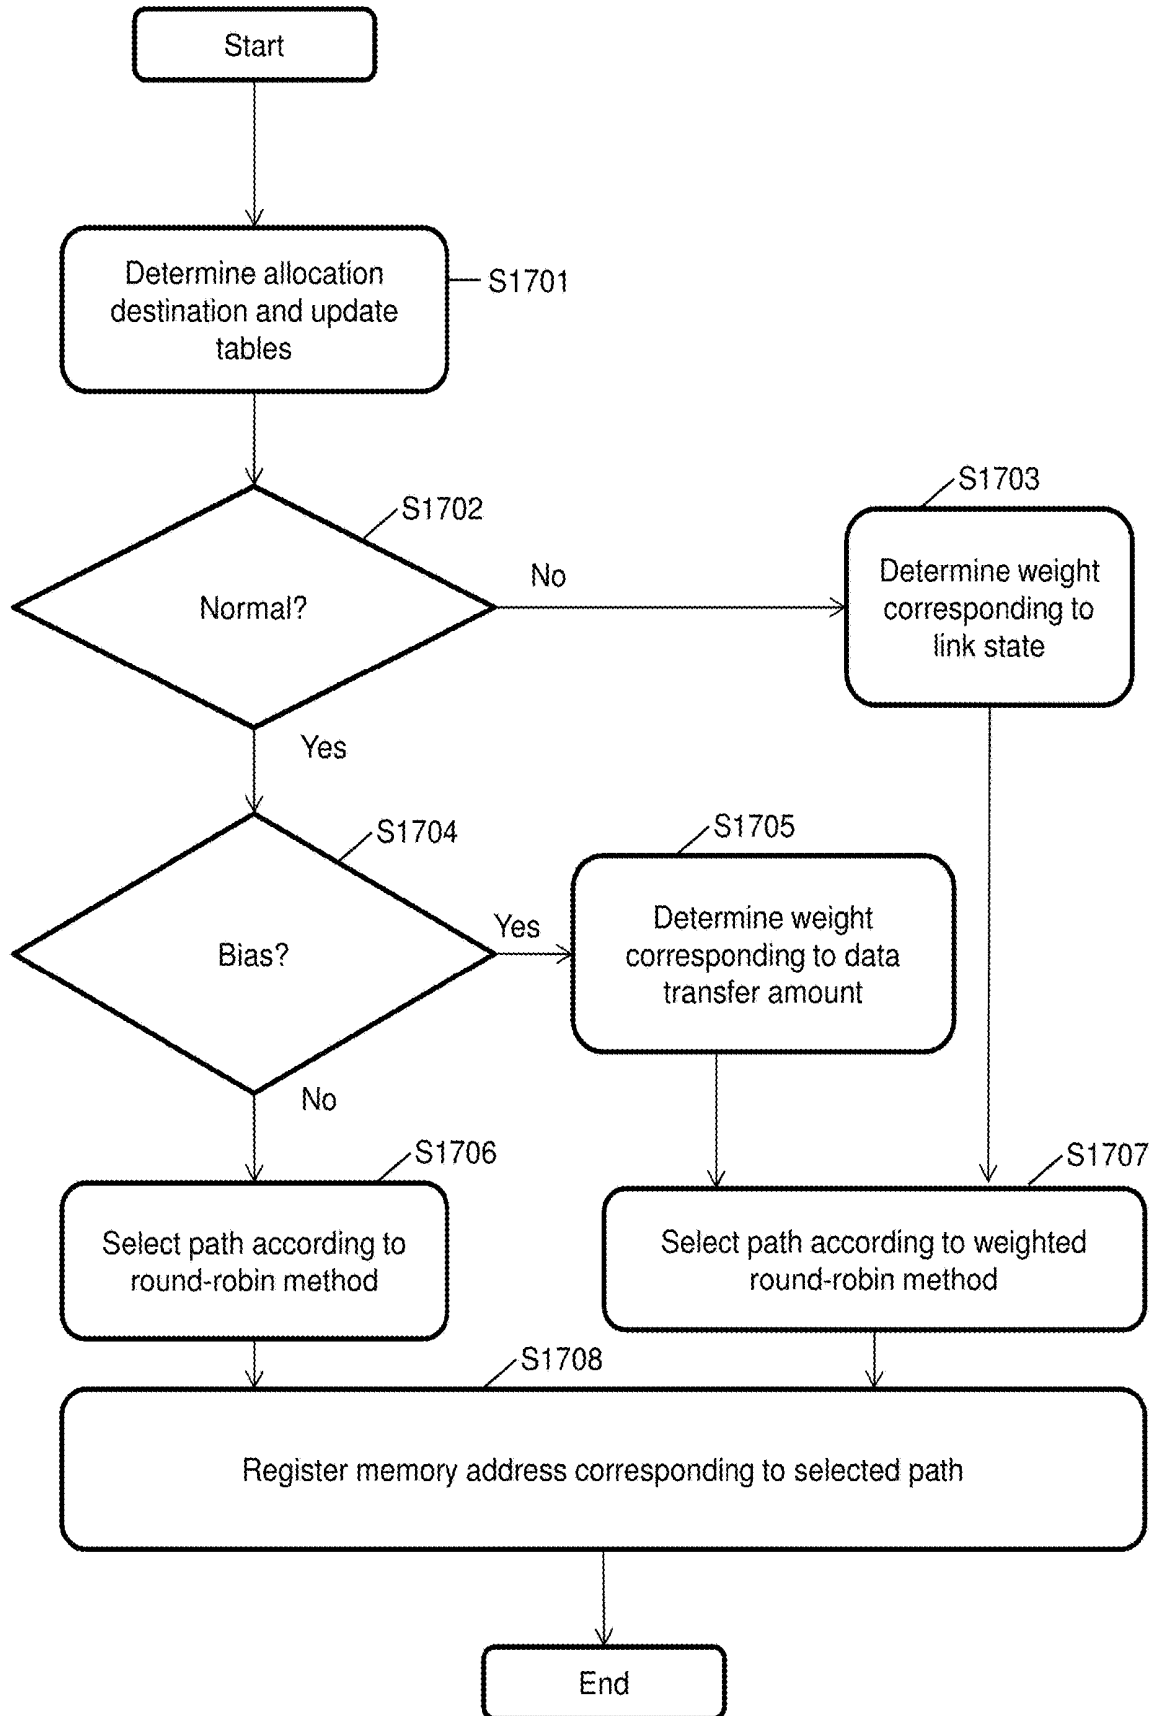 Start
Determine allocation
destination and update
tables
S1701
S1702
Normal?
No
S1703
Determine weight
corresponding to
link state
Yes
S1704
Bias?
Yes
S1705
Determine weight
corresponding to data
transfer amount
No
S1706
Select path according to
round-robin method
S1707
Select path according to weighted
round-robin method
S1708
Register memory address corresponding to selected path
End